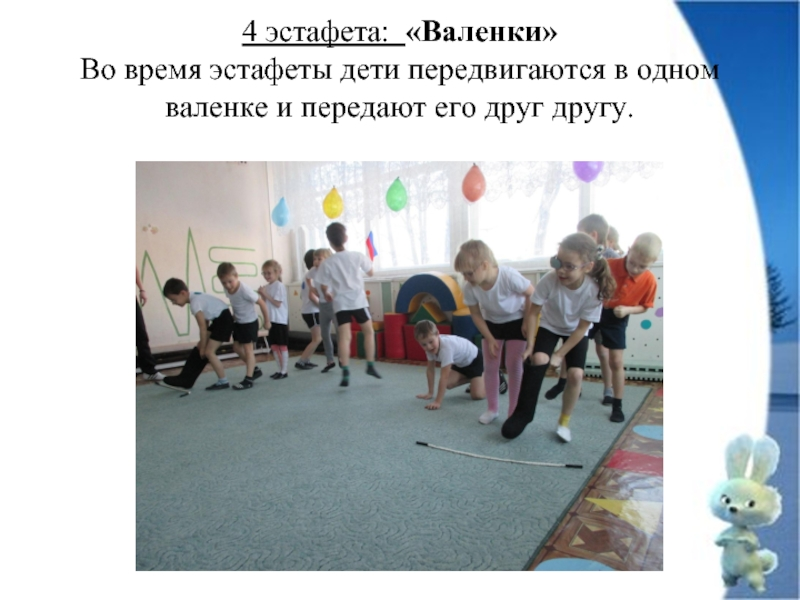 4 эстафета: «Валенки»
Во время эстафеты дети передвигаются в одном
валенке и передают его друг другу.